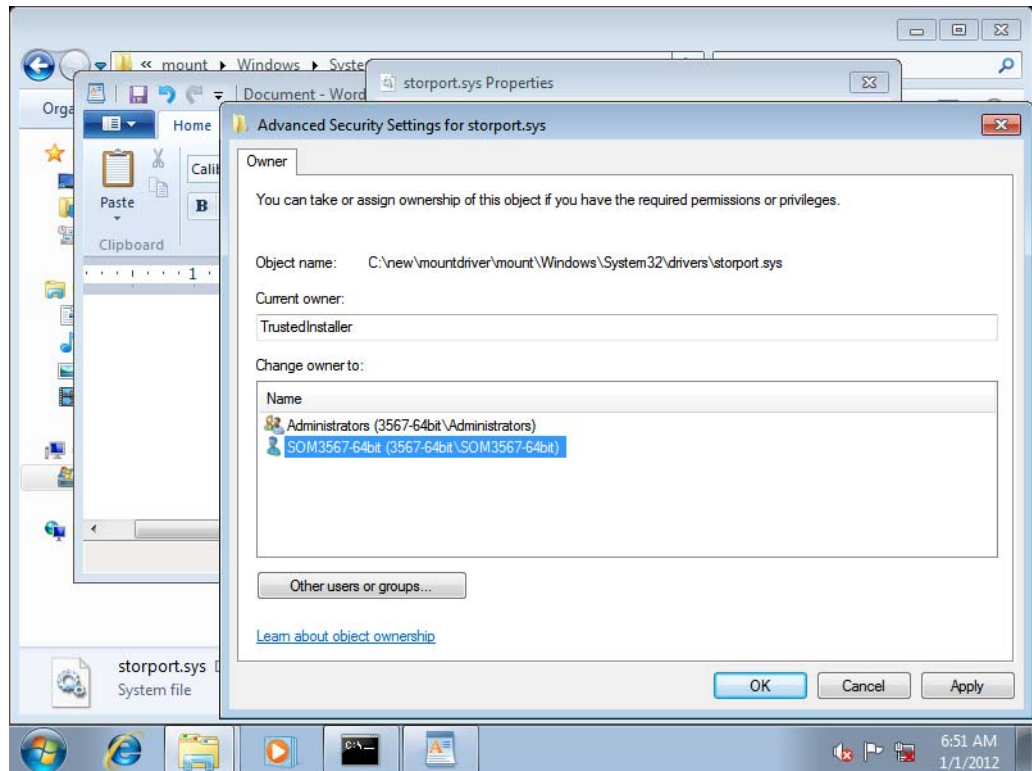 « mount Windows Syste
storport.sys Properties
Document - Word
Orga
Home
Advanced Security Settings for storport.sys
Owner
Paste
Calib
B
Clipboard
1
You can take or assign ownership of this object if you have the required permissions or privileges.
Object name: C:\new\mountdriver\mount\Windows\System32\drivers\storport.sys
Current owner:
TrustedInstaller
Change owner to:
Name
Administrators (3567-64bit\Administrators)
SOM3567-64bit (3567-64bit\SOM3567-64bit)
Other users or groups...
Learn about object ownership
storport.sys D
System file
OK Cancel Apply
C:\
A
6:51 AM
1/1/2012